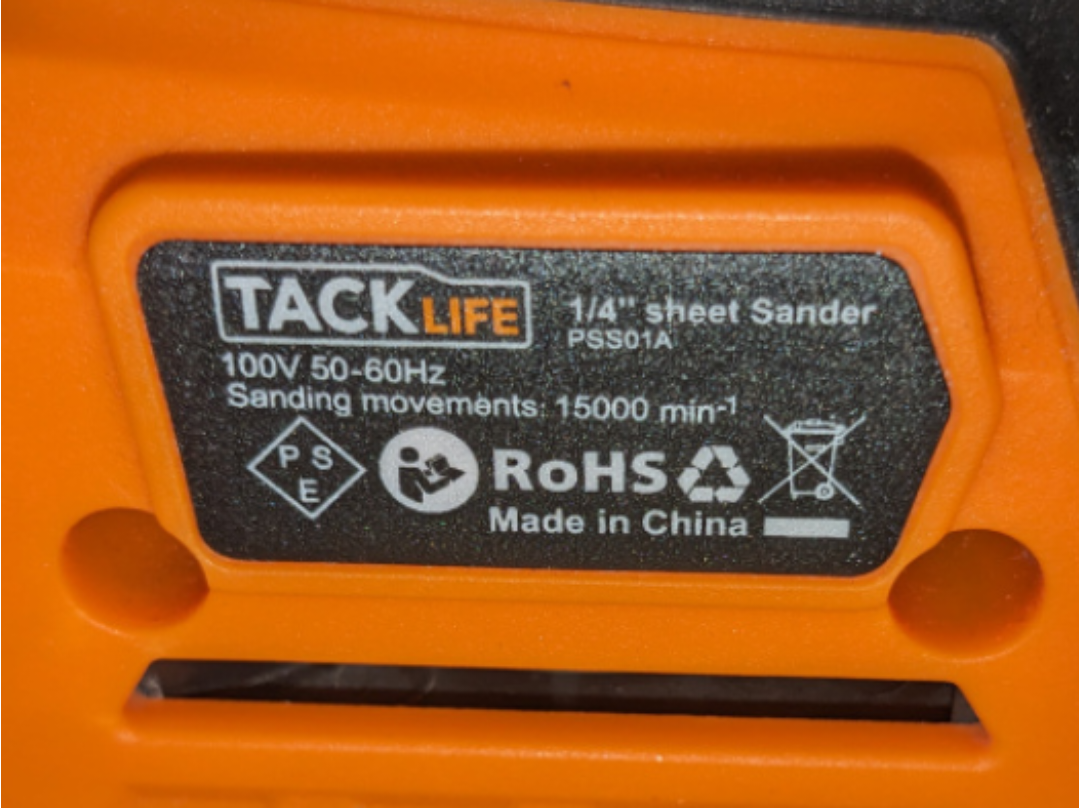 TACKLIFE
1/4" sheet Sander
PSS01A
100V 50-60Hz
Sanding movements: 15000 min-1
P S
E
RoHS
Made in China